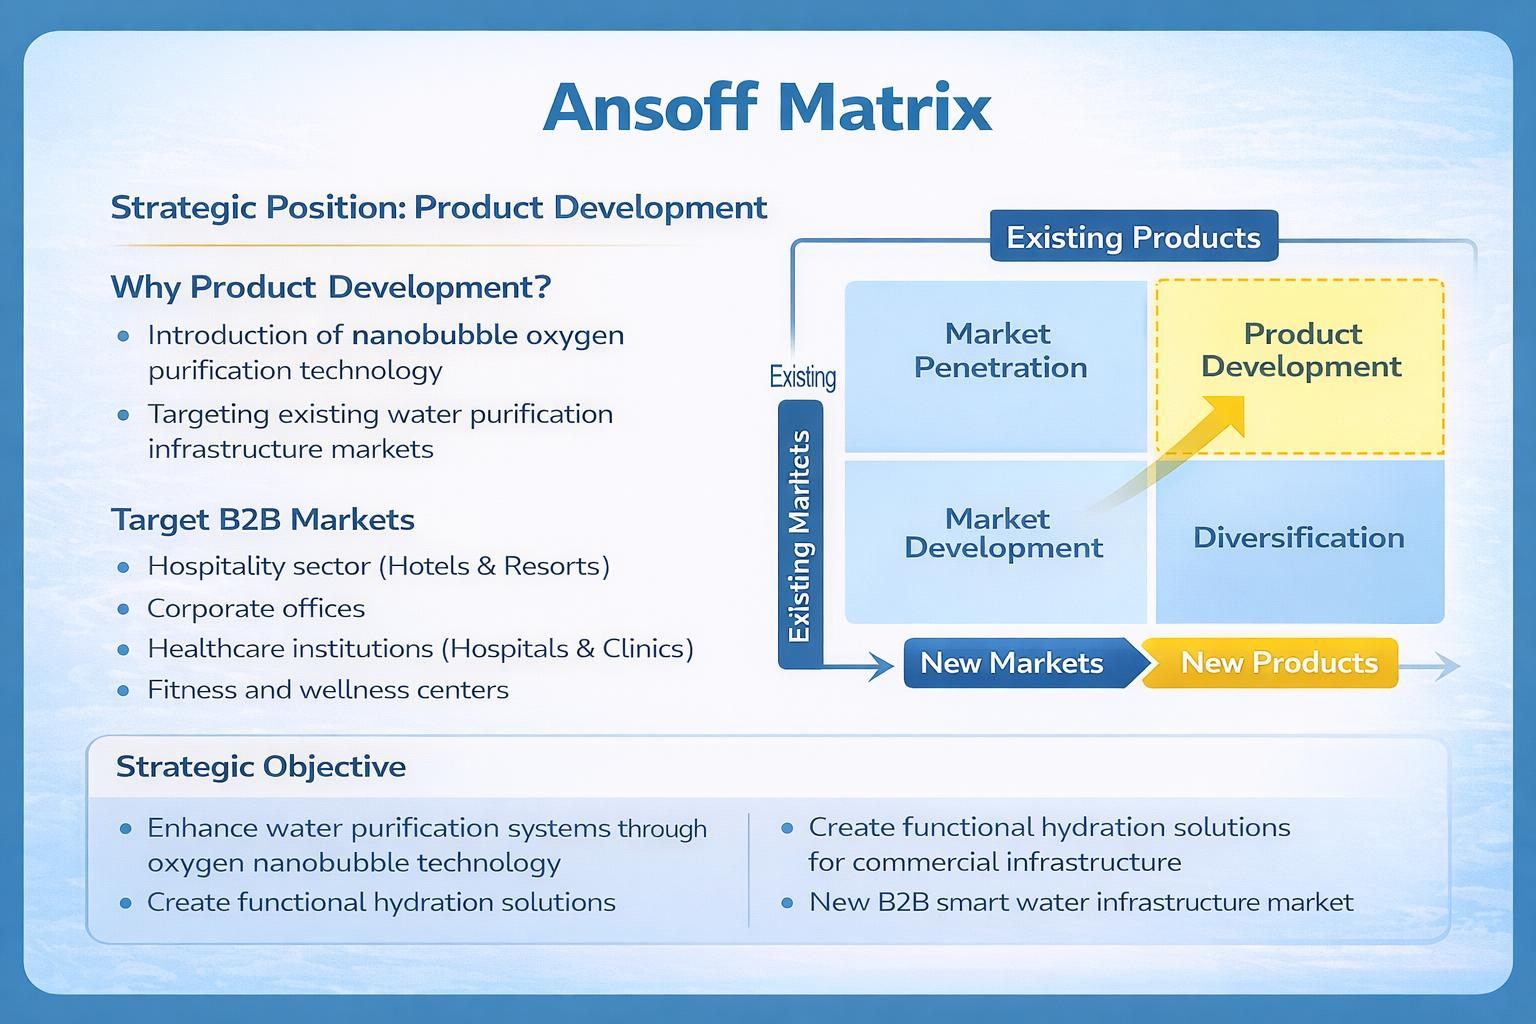 Ansoff Matrix
Strategic Position: Product Development
Why Product Development?
• Introduction of nanobubble oxygen
purification technology
• Targeting existing water purification
infrastructure markets
Target B2B Markets
• Hospitality sector (Hotels & Resorts)
• Corporate offices
• Healthcare institutions (Hospitals & Clinics)
• Fitness and wellness centers
Existing Products
Existing
Existing Maritets
Market
Penetration
Product
Development
Market
Development
Diversification
New Markets
New Products
Strategic Objective
• Enhance water purification systems through
oxygen nanobubble technology
• Create functional hydration solutions
• Create functional hydration solutions
for commercial infrastructure
• New B2B smart water infrastructure market